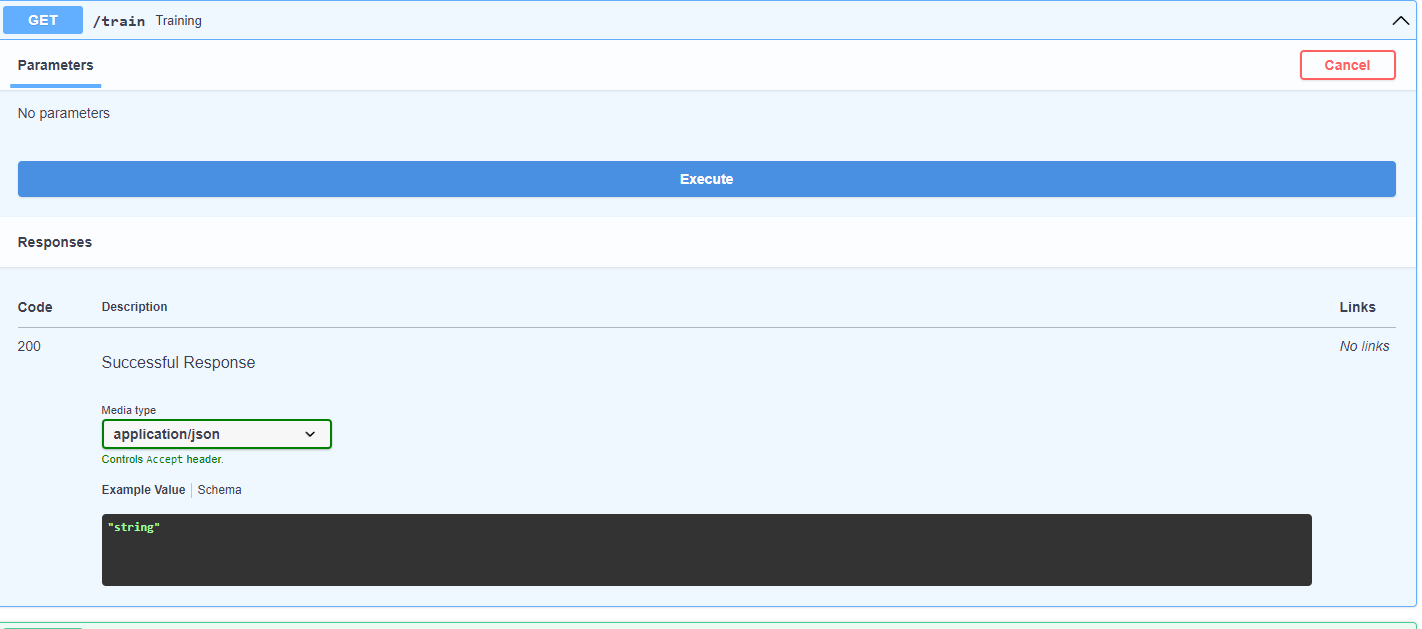 GET /train Training
Parameters Cancel
No parameters
Execute
Responses
Code Description Links
200 No links
Successful Response
Media type
application/json
Controls Accept header.
Example Value Schema
"string"